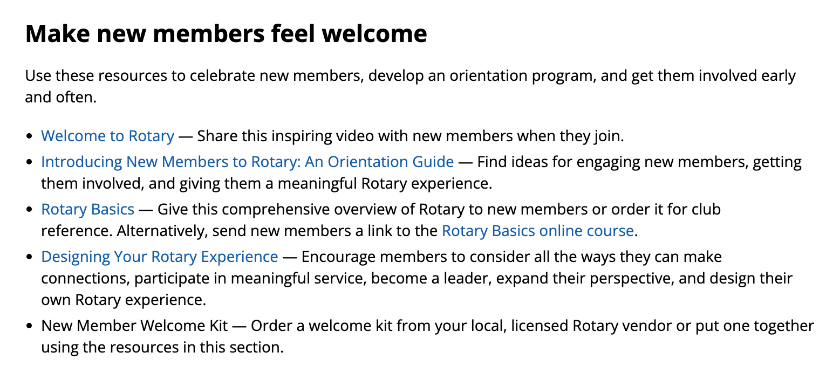 Make new members feel welcome
Use these resources to celebrate new members, develop an orientation program, and get them involved early
and often.
• Welcome to Rotary — Share this inspiring video with new members when they join.
• Introducing New Members to Rotary: An Orientation Guide — Find ideas for engaging new members, getting
them involved, and giving them a meaningful Rotary experience.
• Rotary Basics — Give this comprehensive overview of Rotary to new members or order it for club
reference. Alternatively, send new members a link to the Rotary Basics online course.
• Designing Your Rotary Experience — Encourage members to consider all the ways they can make
connections, participate in meaningful service, become a leader, expand their perspective, and design their
own Rotary experience.
• New Member Welcome Kit — Order a welcome kit from your local, licensed Rotary vendor or put one together
using the resources in this section.